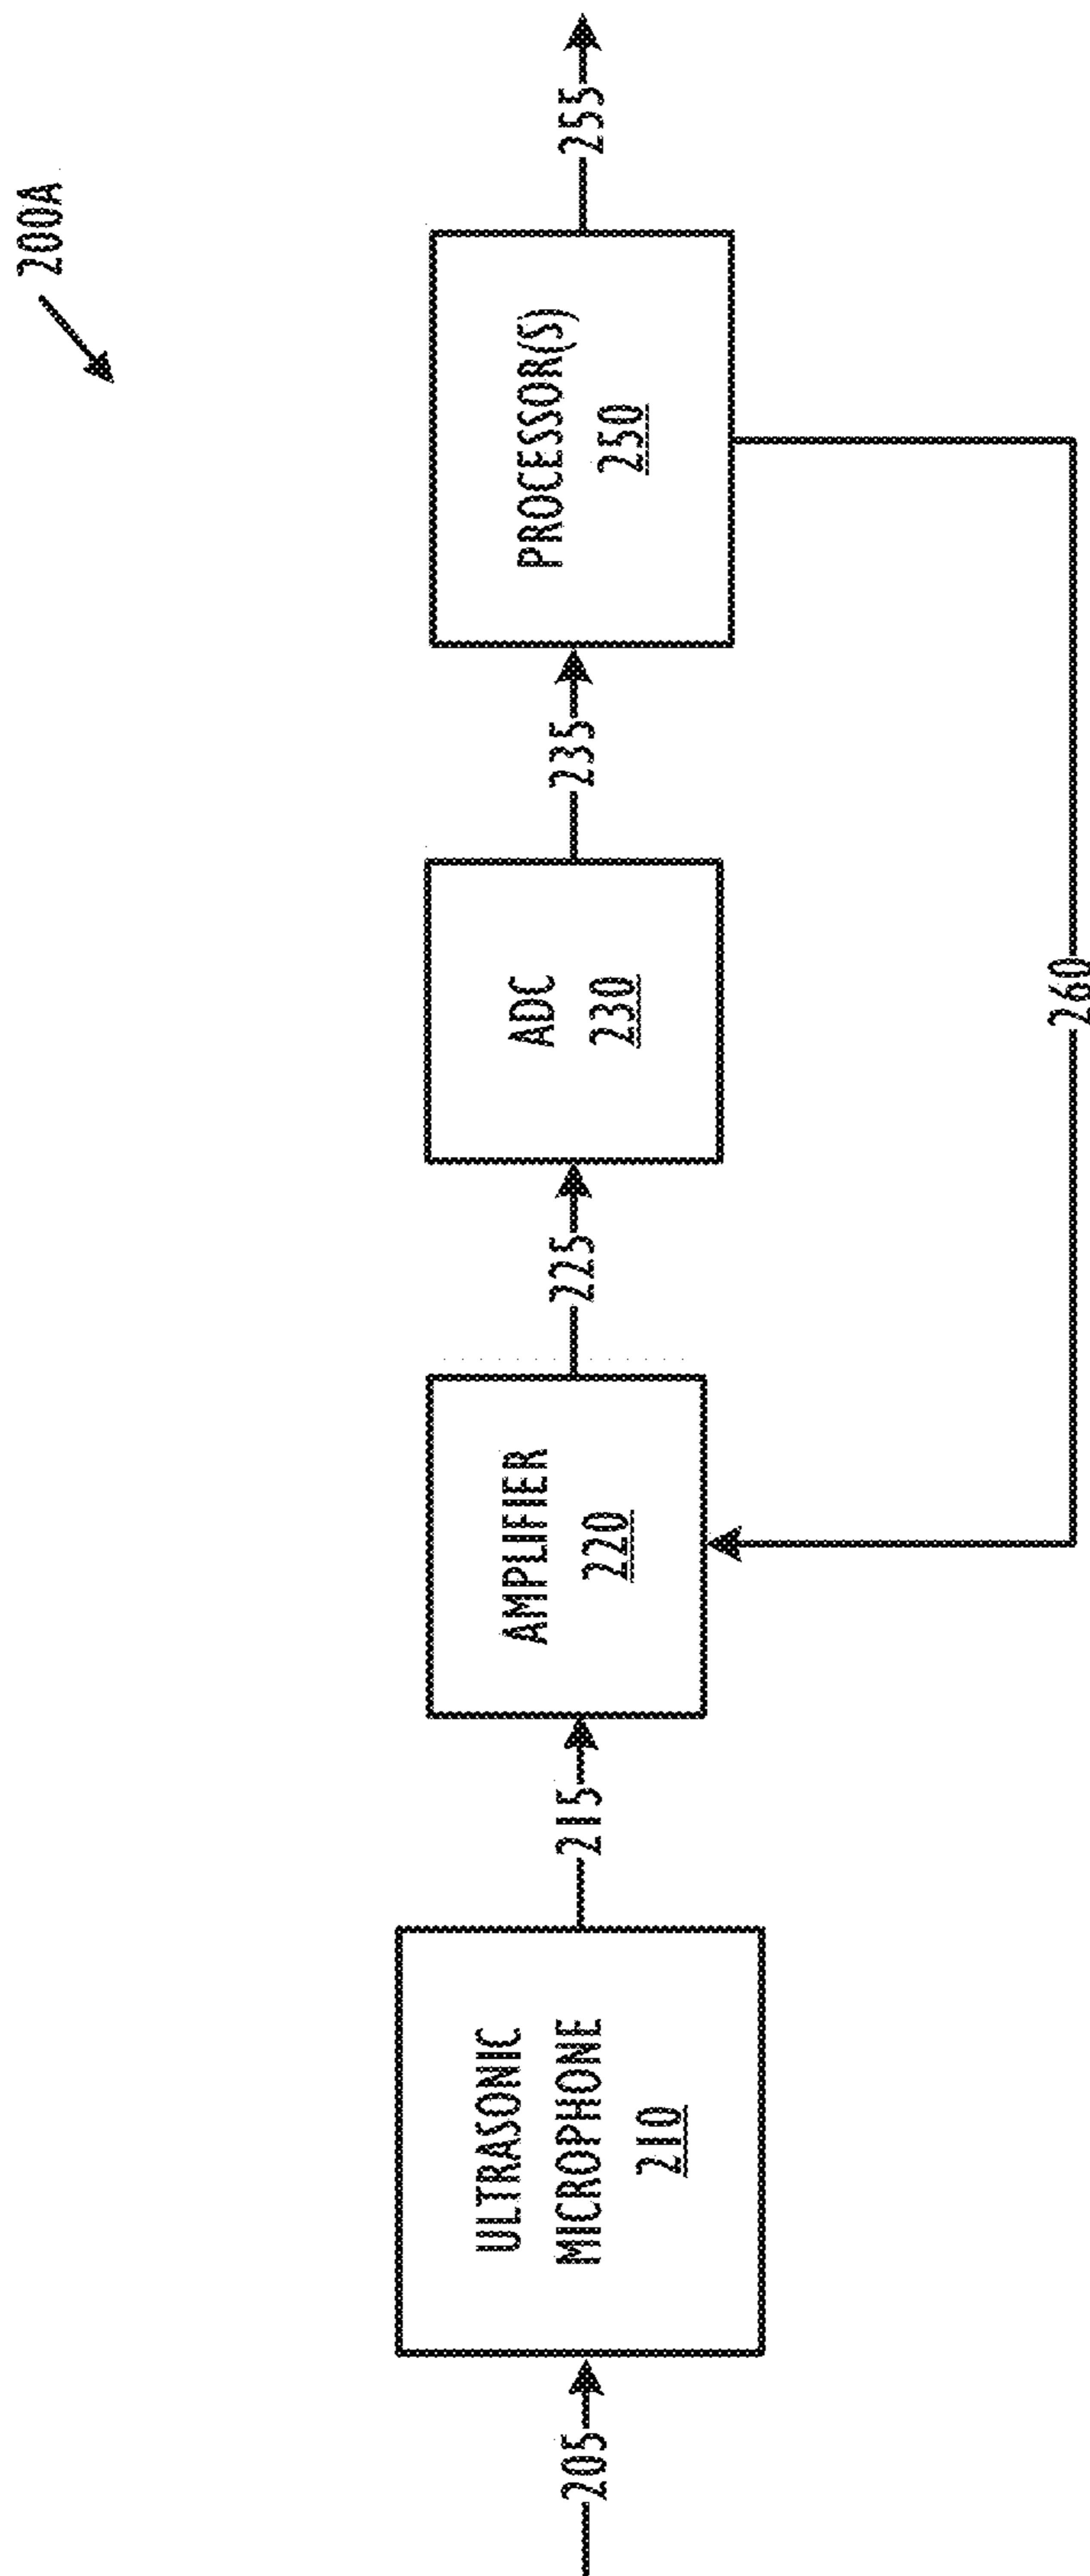 200A
205
ULTRASONIC
MICROPHONE
210
215
AMPLIFIER
220
225
ADC
230
235
PROCESSOR(S)
250
255
260